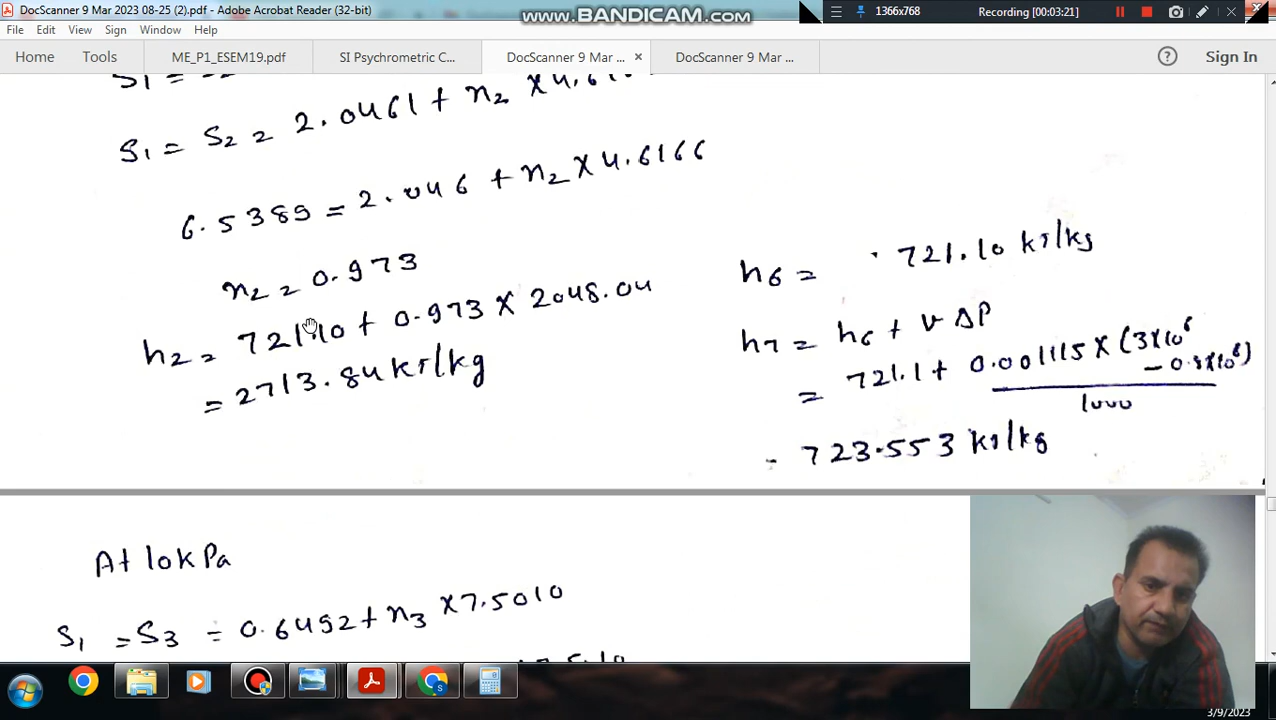 DocScanner 9 Mar 2023 08-25 (2).pdf - Adobe Acrobat Reader (32-bit)
www.BANDICAM.com
1366x768
Recording [00:03:21]
File Edit View Sign Window Help
Home Tools ME_P1_ESEM19.pdf SI Psychrometric C... DocScanner 9 Mar ... × DocScanner 9 Mar ... Sign In
S1 = S2 = 2.0461 + x2 ×4.61
6.5389 = 2.046 + x2 × 4.6166
x2 = 0.973
h2 = 721.10 + 0.973 × 2048.04
= 2713.84 kJ/kg
h6 = 721.10 kJ/kg
h7 = h6 + v ΔP
= 721.1 + 0.001115 × (3×10^6 - 0.8×10^6)
1000
= 723.553 kJ/kg
At 10 kPa
S1 = S3 = 0.6492 + x3 ×7.5010
3/9/2023